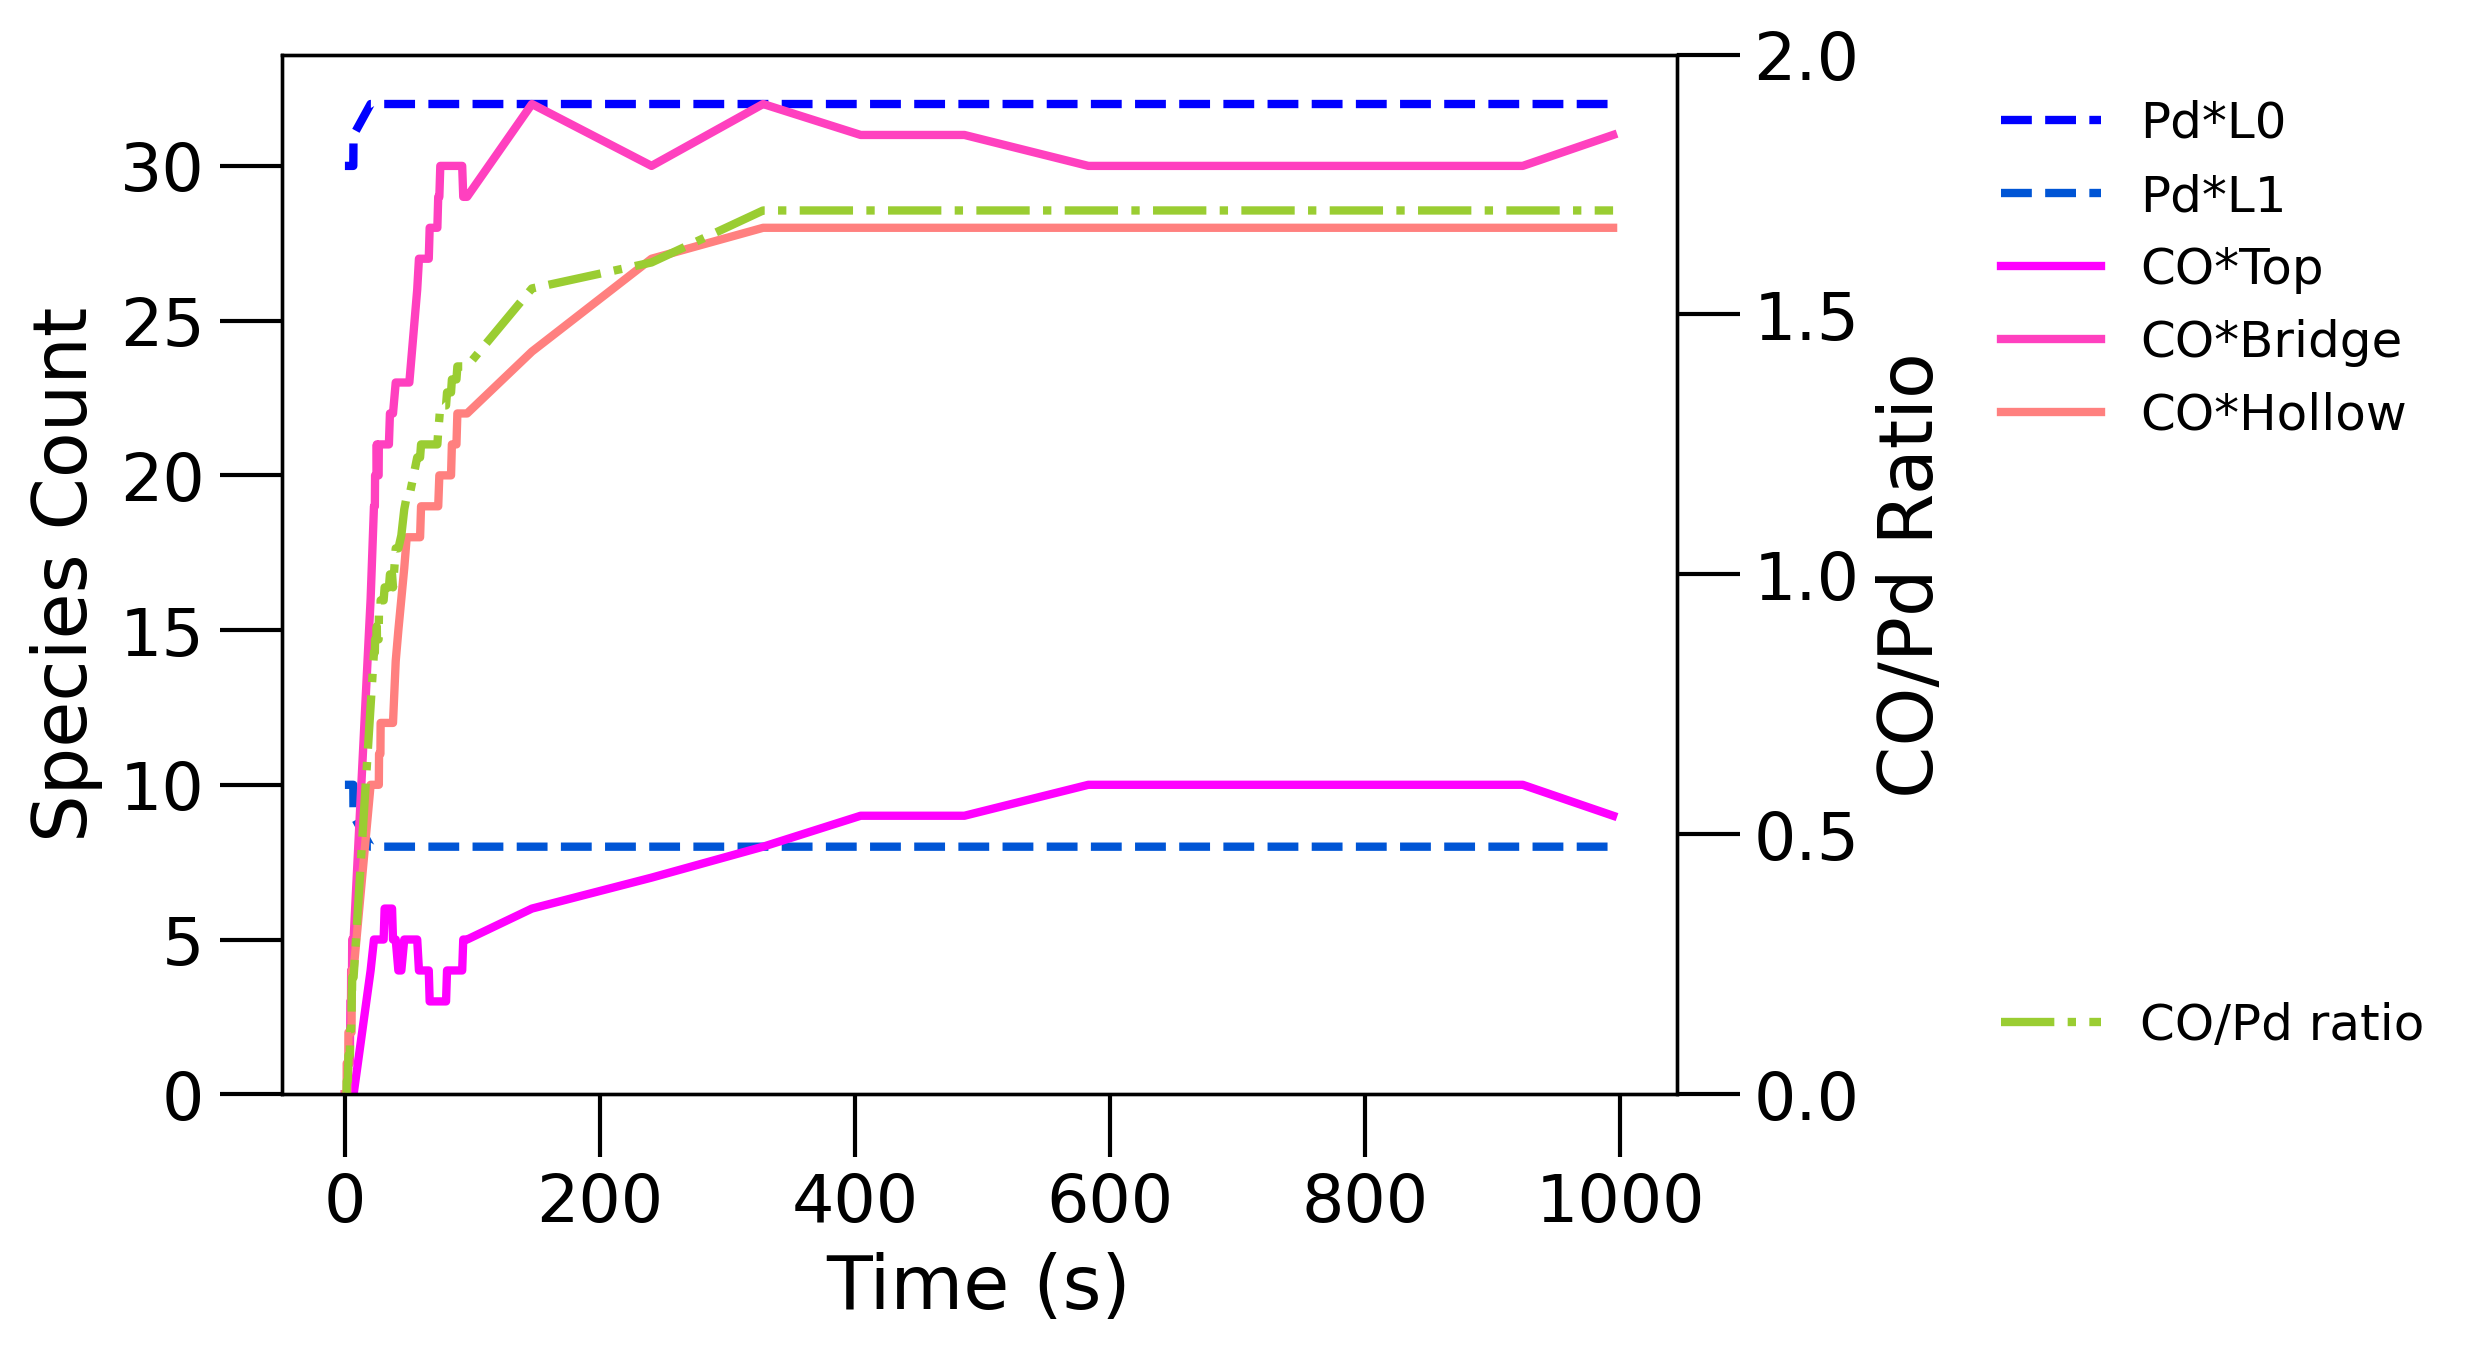 Species Count
30
25
20
15
10
5
0
0 200 400 600 800 1000
Time (s)
2.0
1.5
1.0
0.5
0.0
CO/Pd Ratio
Pd*L0
Pd*L1
CO*Top
CO*Bridge
CO*Hollow
CO/Pd ratio